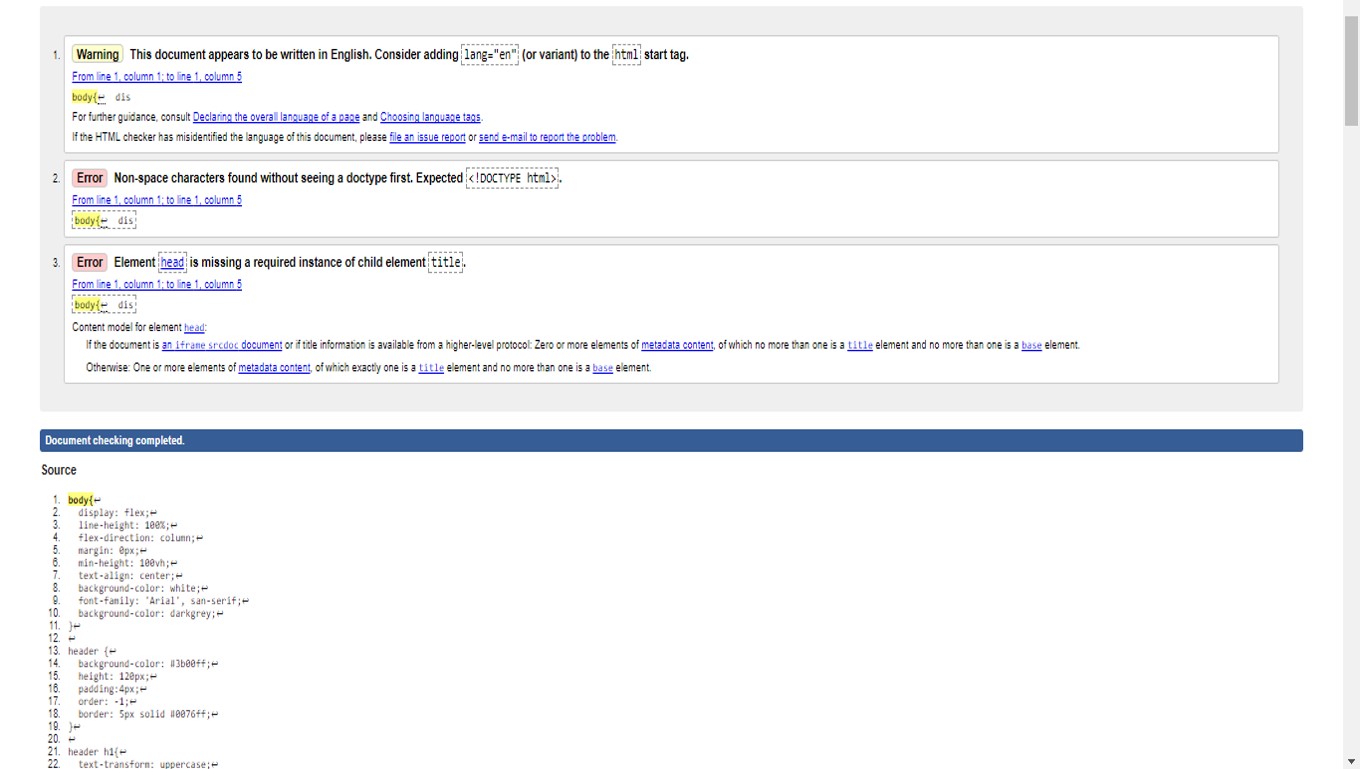 1. Warning This document appears to be written in English. Consider adding lang="en" (or variant) to the html start tag.
From line 1, column 1; to line 1, column 5
body{↩  dis
For further guidance, consult Declaring the overall language of a page and Choosing language tags.
If the HTML checker has misidentified the language of this document, please file an issue report or send e-mail to report the problem.
2. Error Non-space characters found without seeing a doctype first. Expected <!DOCTYPE html>.
From line 1, column 1; to line 1, column 5
body{↩  dis
3. Error Element head is missing a required instance of child element title.
From line 1, column 1; to line 1, column 5
body{↩  dis
Content model for element head:
If the document is an iframe srcdoc document or if title information is available from a higher-level protocol: Zero or more elements of metadata content, of which no more than one is a title element and no more than one is a base element.
Otherwise: One or more elements of metadata content, of which exactly one is a title element and no more than one is a base element.
Document checking completed.
Source
1. body{↩
2. display: flex;↩
3. line-height: 100%;↩
4. flex-direction: column;↩
5. margin: 0px;↩
6. min-height: 100vh;↩
7. text-align: center;↩
8. background-color: white;↩
9. font-family: 'Arial', san-serif;↩
10. background-color: darkgrey;↩
11. }↩
12. ↩
13. header {↩
14. background-color: #3b00ff;↩
15. height: 120px;↩
16. padding:4px;↩
17. order: -1;↩
18. border: 5px solid #0076ff;↩
19. }↩
20. ↩
21. header h1{↩
22. text-transform: uppercase;↩